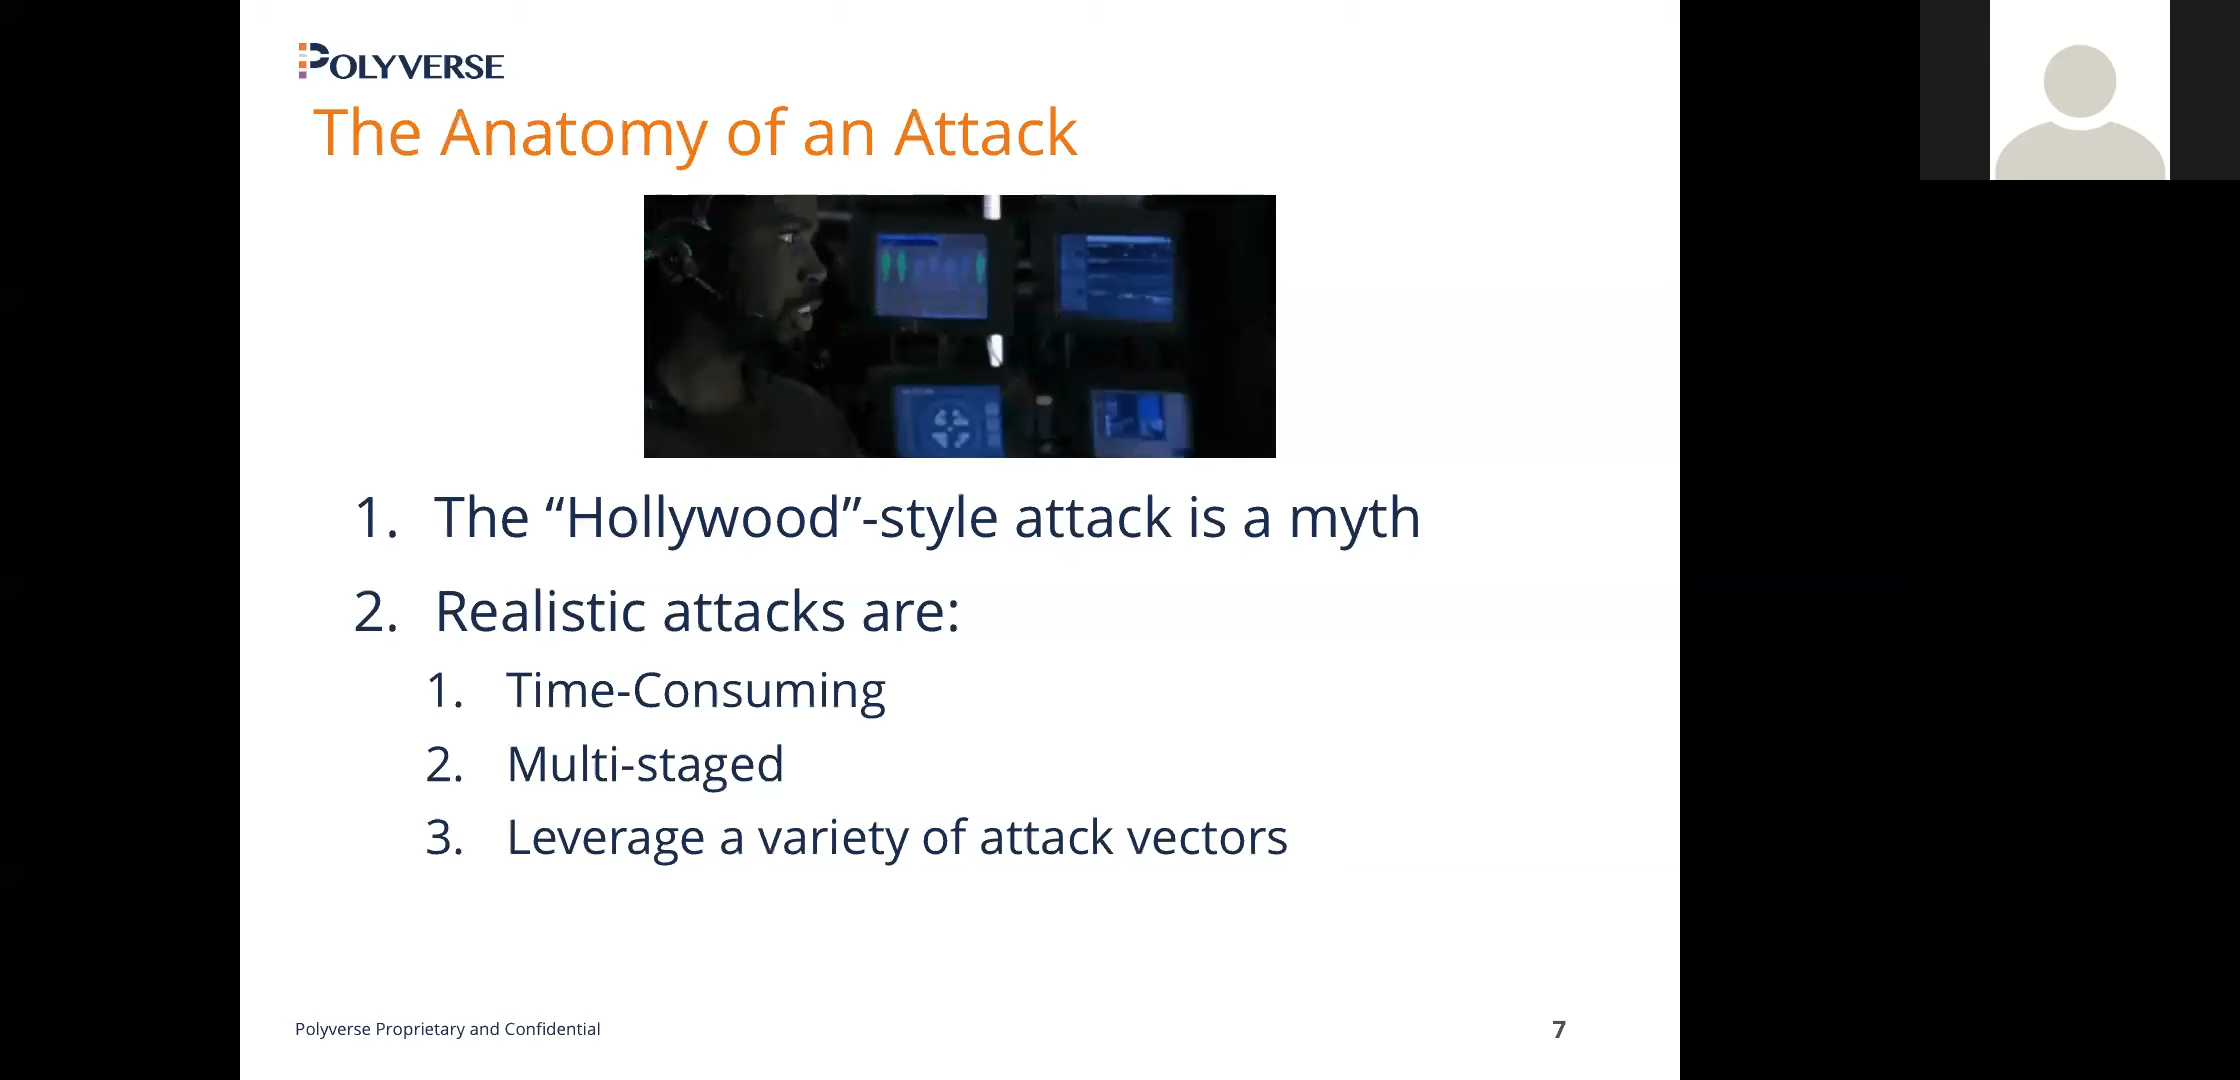 POLYVERSE
The Anatomy of an Attack
1. The “Hollywood”-style attack is a myth
2. Realistic attacks are:
1. Time-Consuming
2. Multi-staged
3. Leverage a variety of attack vectors
Polyverse Proprietary and Confidential
7